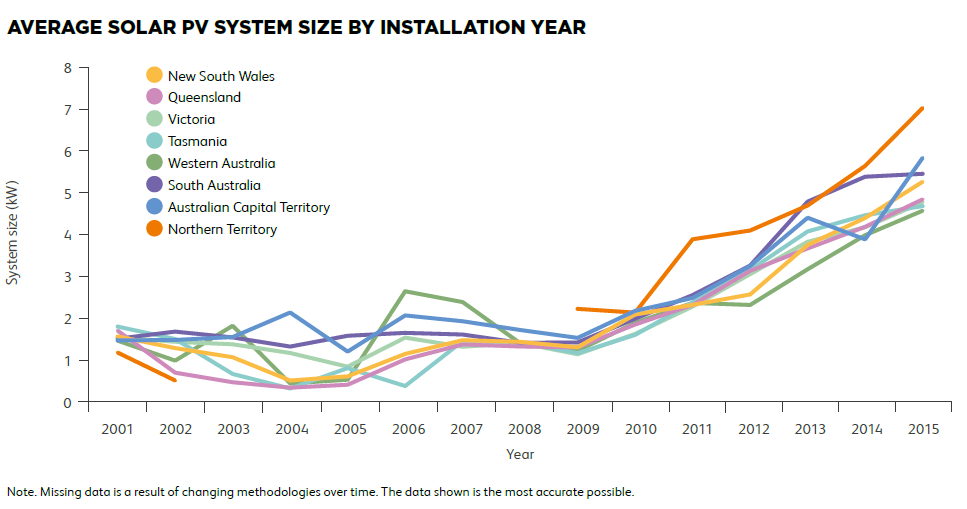 AVERAGE SOLAR PV SYSTEM SIZE BY INSTALLATION YEAR
8
7
6
5
4
3
2
1
0
System size (kW)
New South Wales
Queensland
Victoria
Tasmania
Western Australia
South Australia
Australian Capital Territory
Northern Territory
2001 2002 2003 2004 2005 2006 2007 2008 2009 2010 2011 2012 2013 2014 2015
Year
Note. Missing data is a result of changing methodologies over time. The data shown is the most accurate possible.